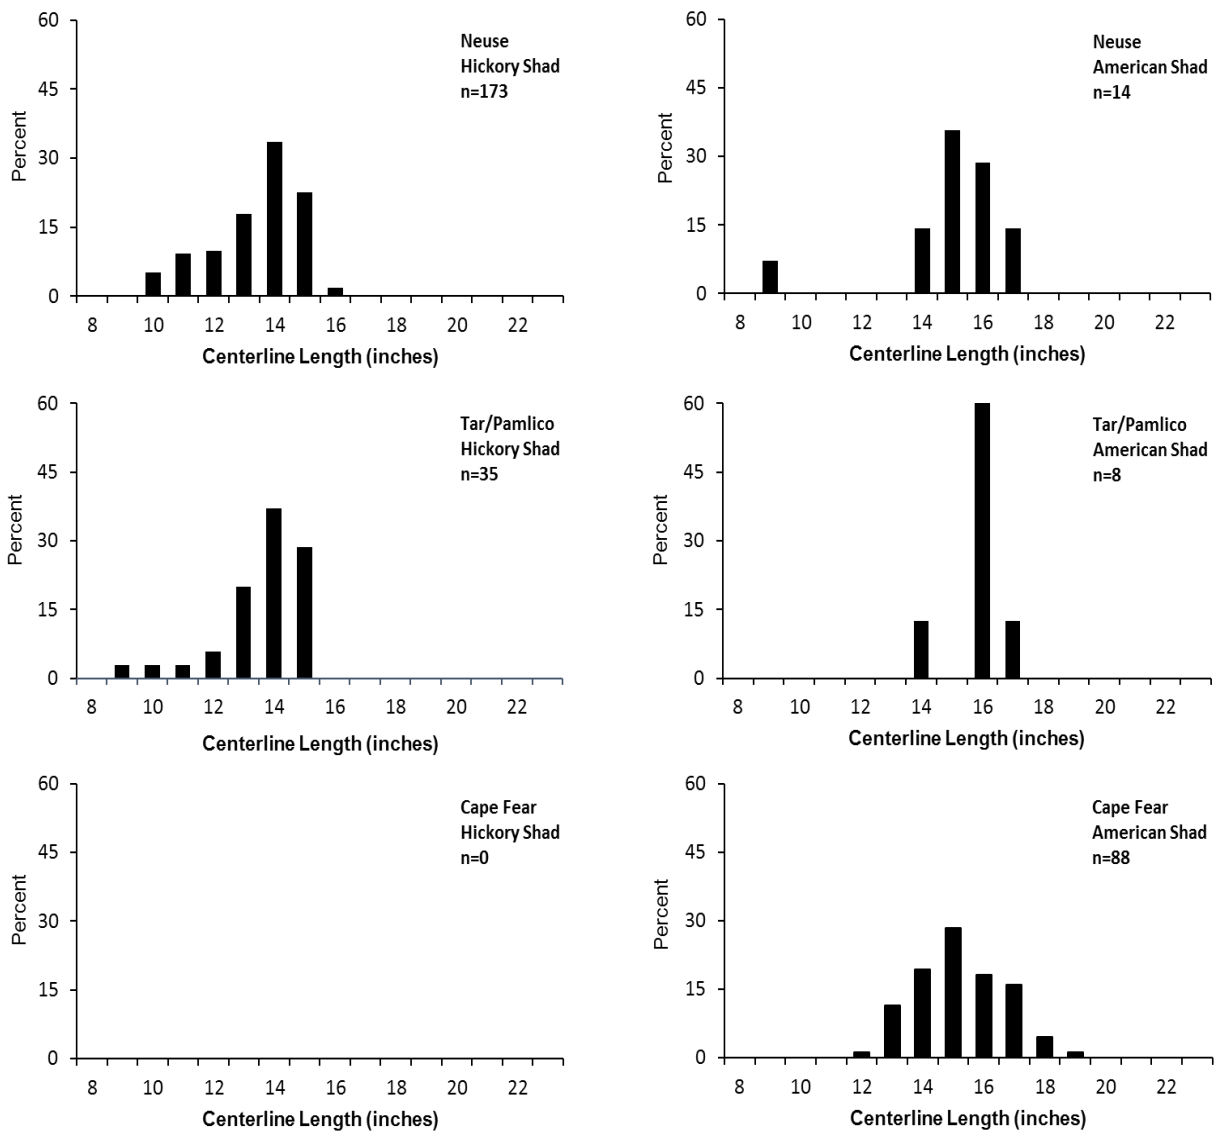 60
45
30
15
0
Percent
Neuse
Hickory Shad
n=173
8 10 12 14 16 18 20 22
Centerline Length (inches)
60
45
30
15
0
Percent
Neuse
American Shad
n=14
8 10 12 14 16 18 20 22
Centerline Length (inches)
60
45
30
15
0
Percent
Tar/Pamlico
Hickory Shad
n=35
8 10 12 14 16 18 20 22
Centerline Length (inches)
60
45
30
15
0
Percent
Tar/Pamlico
American Shad
n=8
8 10 12 14 16 18 20 22
Centerline Length (inches)
60
45
30
15
0
Percent
Cape Fear
Hickory Shad
n=0
8 10 12 14 16 18 20 22
Centerline Length (inches)
60
45
30
15
0
Percent
Cape Fear
American Shad
n=88
8 10 12 14 16 18 20 22
Centerline Length (inches)